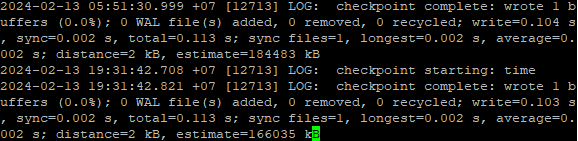 2024-02-13 05:51:30.999 +07 [12713] LOG:  checkpoint complete: wrote 1 b
uffers (0.0%); 0 WAL file(s) added, 0 removed, 0 recycled; write=0.104 s
, sync=0.002 s, total=0.113 s; sync files=1, longest=0.002 s, average=0.
002 s; distance=2 kB, estimate=184483 kB
2024-02-13 19:31:42.708 +07 [12713] LOG:  checkpoint starting: time
2024-02-13 19:31:42.821 +07 [12713] LOG:  checkpoint complete: wrote 1 b
uffers (0.0%); 0 WAL file(s) added, 0 removed, 0 recycled; write=0.103 s
, sync=0.002 s, total=0.113 s; sync files=1, longest=0.002 s, average=0.
002 s; distance=2 kB, estimate=166035 kB